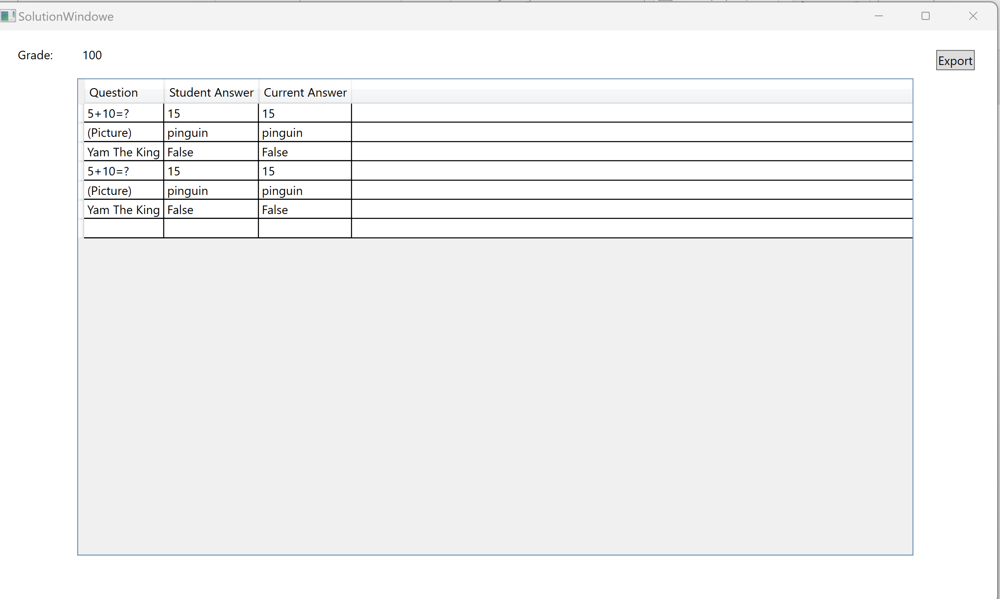 SolutionWindowe
Grade: 100
Export
Question Student Answer Current Answer
5+10=? 15 15
(Picture) pinguin pinguin
Yam The King False False
5+10=? 15 15
(Picture) pinguin pinguin
Yam The King False False